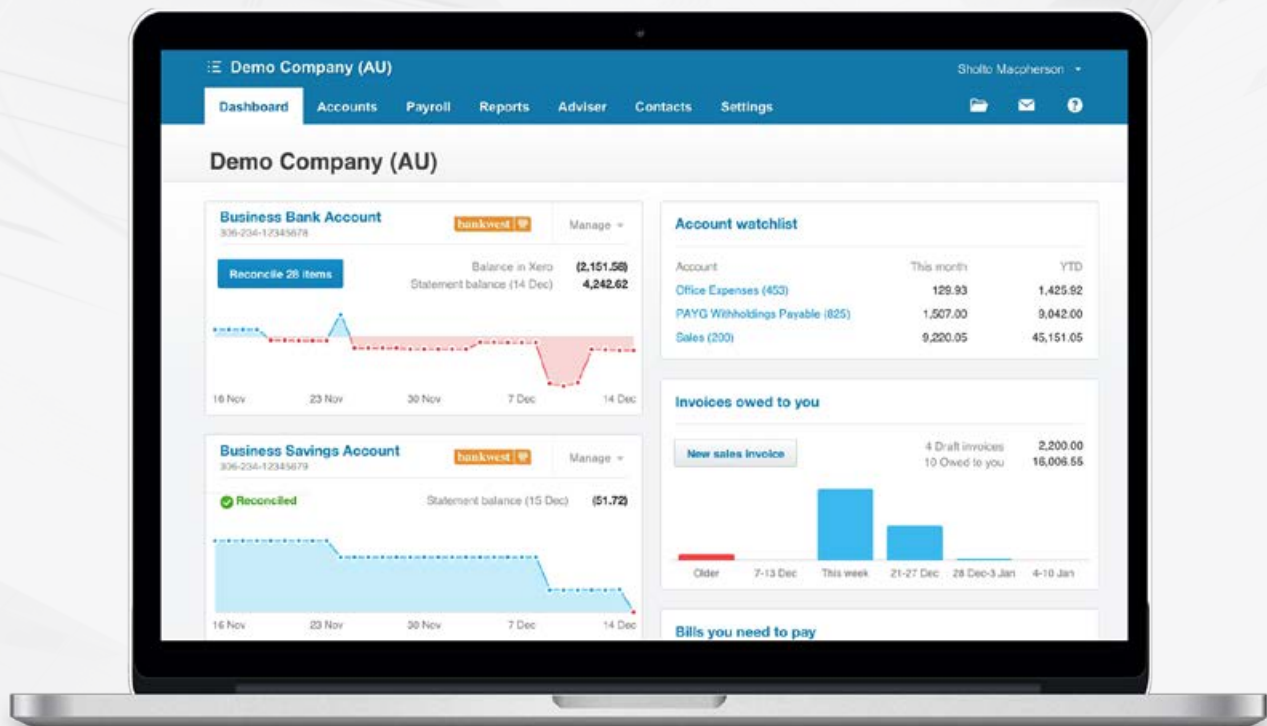 Demo Company (AU)
Sholto Macpherson
Dashboard Accounts Payroll Reports Adviser Contacts Settings
?
Demo Company (AU)
Business Bank Account
306-234-12345678
bankwest
Manage
Reconcile 28 items
Balance in Xero (2,151.58)
Statement balance (14 Dec) 4,242.62
16 Nov 23 Nov 30 Nov 7 Dec 14 Dec
Business Savings Account
306-234-12345679
bankwest
Manage
Reconciled
Statement balance (15 Dec) (51.72)
16 Nov 23 Nov 30 Nov 7 Dec 14 Dec
Account watchlist
Account This month YTD
Office Expenses (453) 129.93 1,425.92
PAYG Withholdings Payable (825) 1,507.00 9,042.00
Sales (200) 9,220.05 45,151.05
Invoices owed to you
New sales invoice
4 Draft invoices 2,200.00
10 Owed to you 16,006.55
Older 7-13 Dec This week 21-27 Dec 28 Dec-3 Jan 4-10 Jan
Bills you need to pay